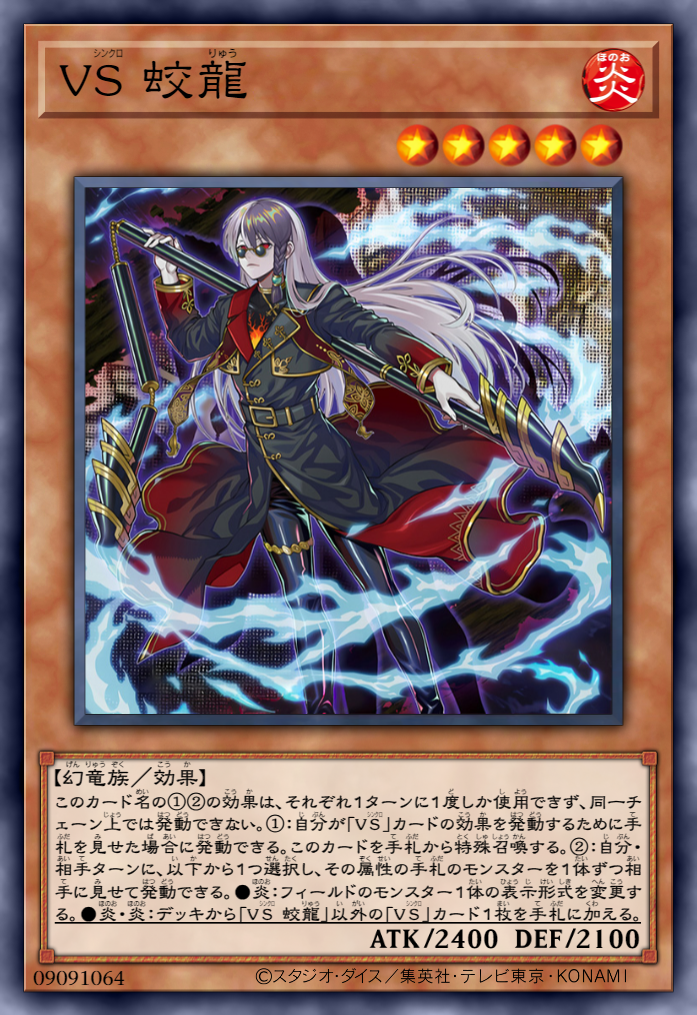 VS 蛟龍
シンクロ りゅう
炎
ほのお
【幻竜族／効果】
このカード名の①②の効果は、それぞれ1ターンに1度しか使用できず、同一チ
ェーン上では発動できない。①：自分が「VS」カードの効果を発動するために手
札を見せた場合に発動できる。このカードを手札から特殊召喚する。②：自分・
相手ターンに、以下から1つ選択し、その属性の手札のモンスターを1体ずつ相
手に見せて発動できる。●炎：フィールドのモンスター1体の表示形式を変更す
る。●炎・炎：デッキから「VS 蛟龍」以外の「VS」カード1枚を手札に加える。
ATK/2400 DEF/2100
09091064 ©スタジオ・ダイス／集英社・テレビ東京・KONAMI